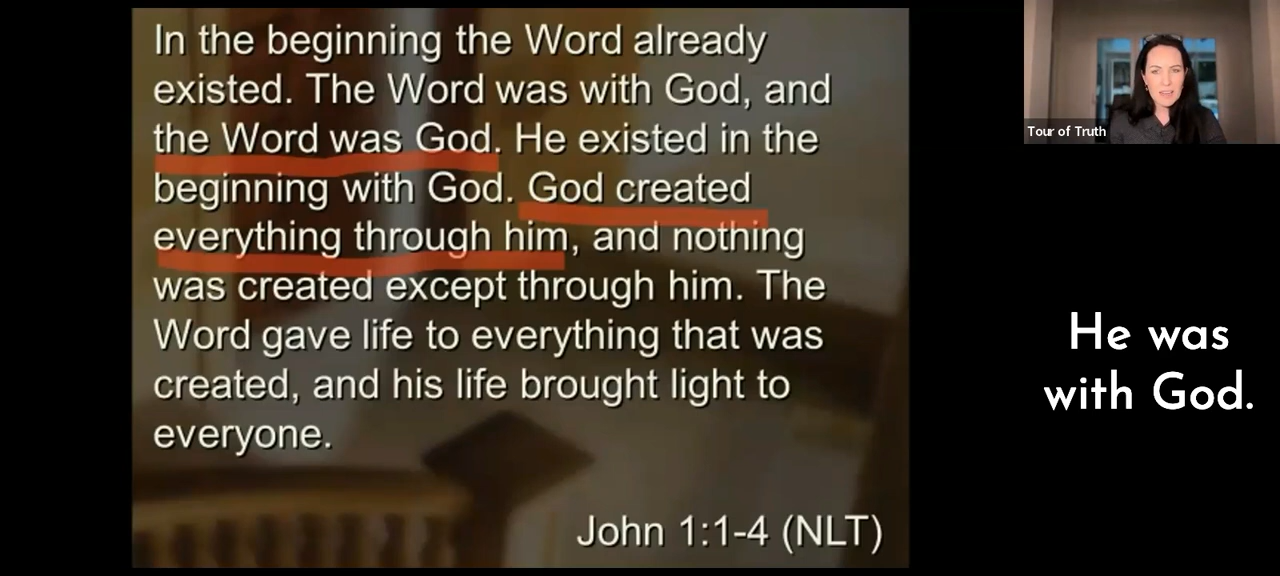 In the beginning the Word already
existed. The Word was with God, and
the Word was God. He existed in the
beginning with God. God created
everything through him, and nothing
was created except through him. The
Word gave life to everything that was
created, and his life brought light to
everyone.
John 1:1-4 (NLT)
Tour of Truth
He was
with God.